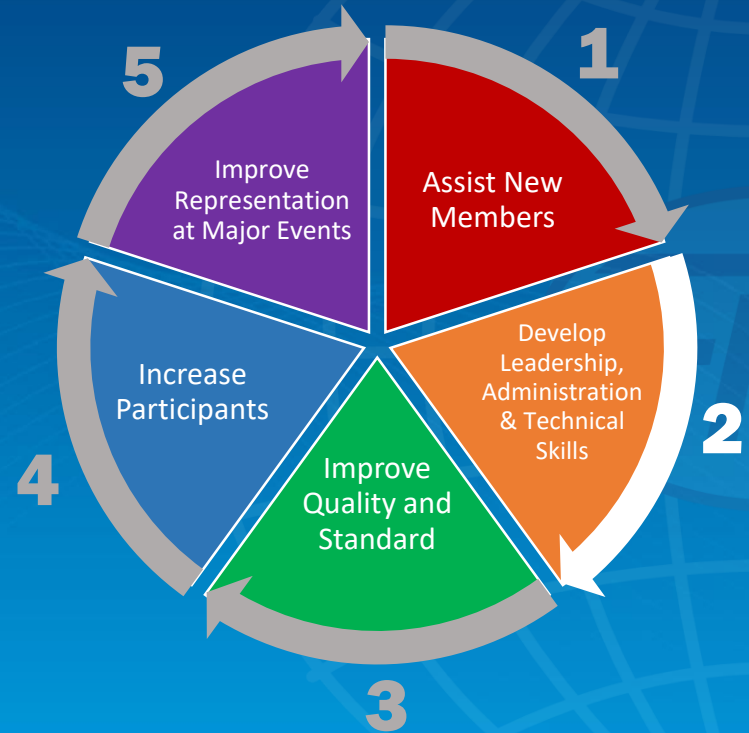 1
Assist New
Members
2
Develop
Leadership,
Administration
& Technical
Skills
3
Improve
Quality and
Standard
4
Increase
Participants
5
Improve
Representation
at Major Events